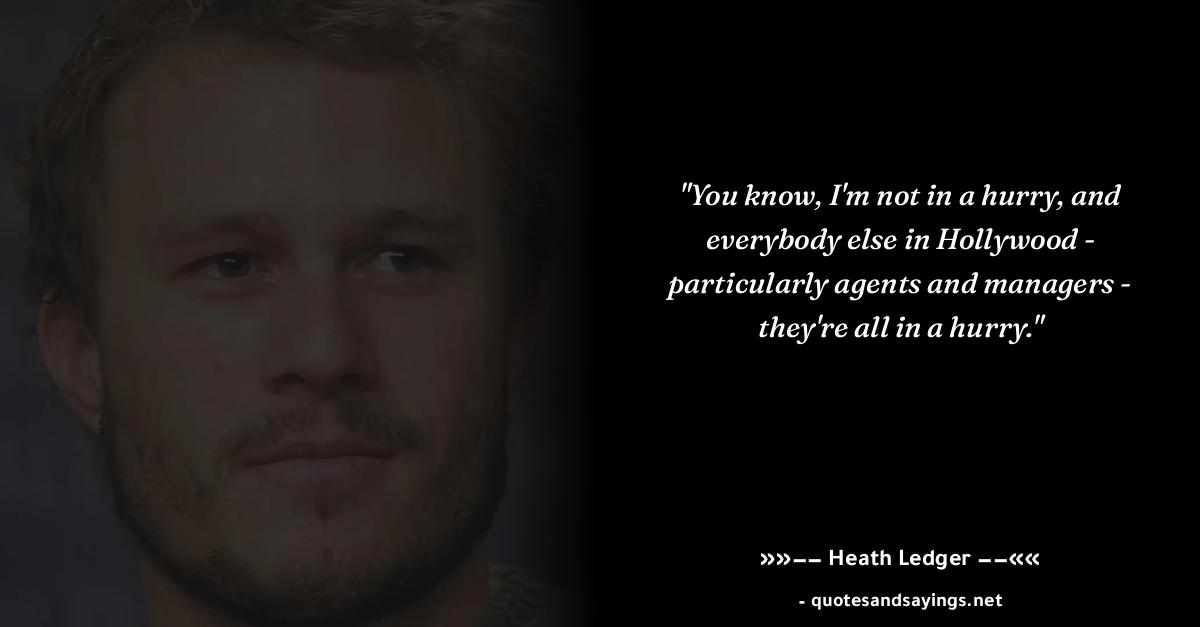 "You know, I'm not in a hurry, and
everybody else in Hollywood -
particularly agents and managers -
they're all in a hurry."
»»–– Heath Ledger ––««
- quotesandsayings.net